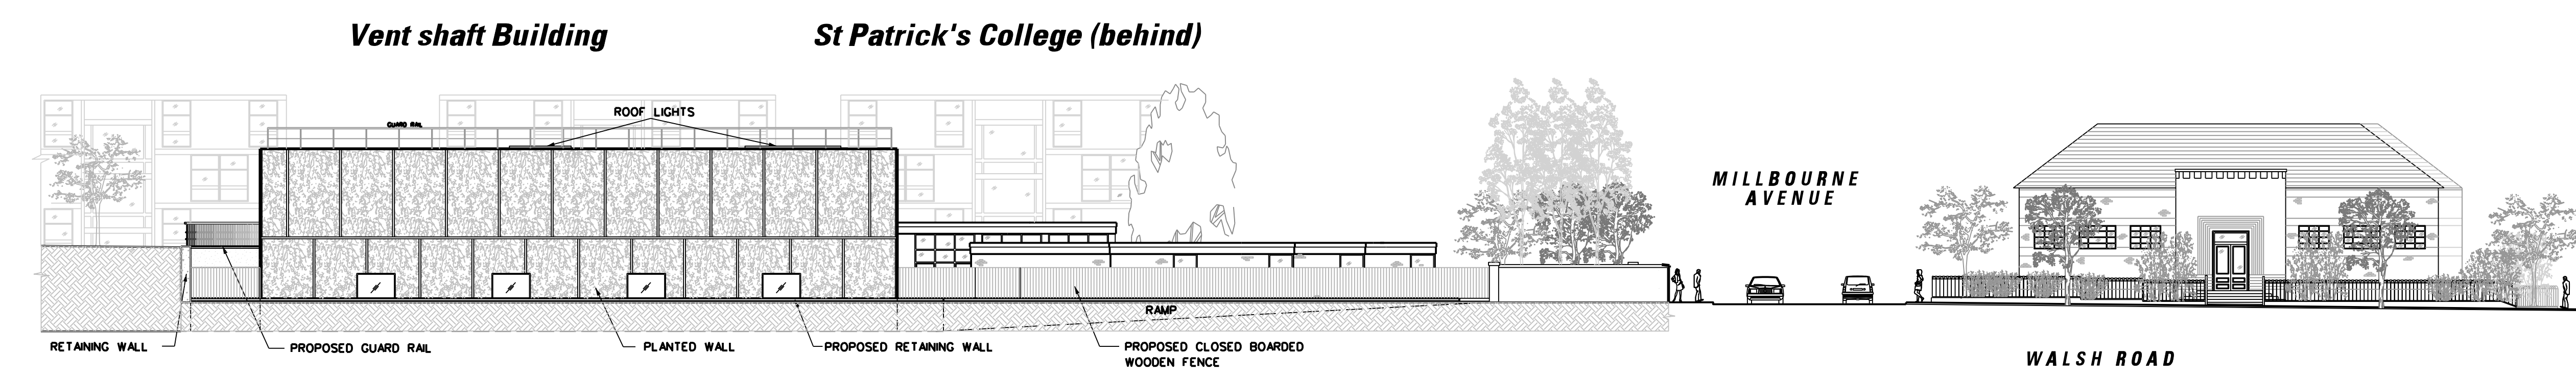 Vent shaft Building
St Patrick's College (behind)
ROOF LIGHTS
GUARD RAIL
MILLBOURNE
AVENUE
RAMP
RETAINING WALL
PROPOSED GUARD RAIL
PLANTED WALL
PROPOSED RETAINING WALL
PROPOSED CLOSED BOARDED
WOODEN FENCE
WALSH ROAD